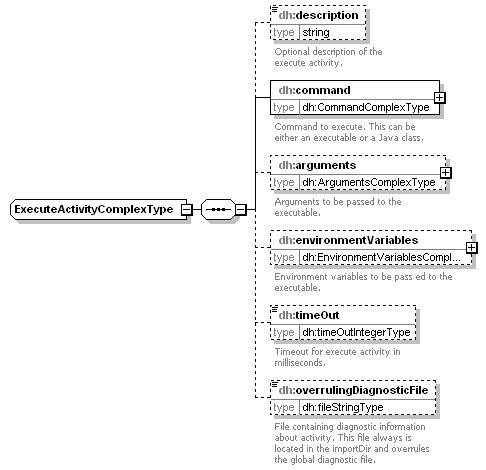 dh:description
type string
Optional description of the
execute activity.
dh:command
type dh:CommandComplexType
Command to execute. This can be
either an executable or a Java class.
dh:arguments
type dh:ArgumentsComplexType
Arguments to be passed to the
executable.
ExecuteActivityComplexType
dh:environmentVariables
type dh:EnvironmentVariablesCompl...
Environment variables to be pass ed to the
executable.
dh:timeOut
type dh:timeOutIntegerType
Timeout for execute activity in
milliseconds.
dh:overrulingDiagnosticFile
type dh:fileStringType
File containing diagnostic information
about activity. This file always is
located in the importDir and overrules
the global diagnostic file.